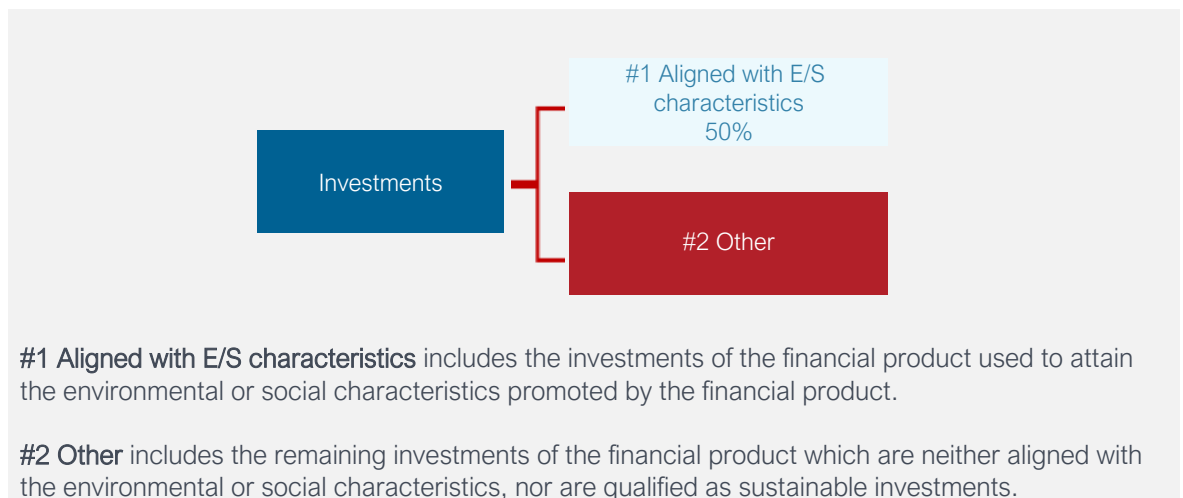 #1 Aligned with E/S
characteristics
50%
Investments
#2 Other
#1 Aligned with E/S characteristics includes the investments of the financial product used to attain
the environmental or social characteristics promoted by the financial product.
#2 Other includes the remaining investments of the financial product which are neither aligned with
the environmental or social characteristics, nor are qualified as sustainable investments.